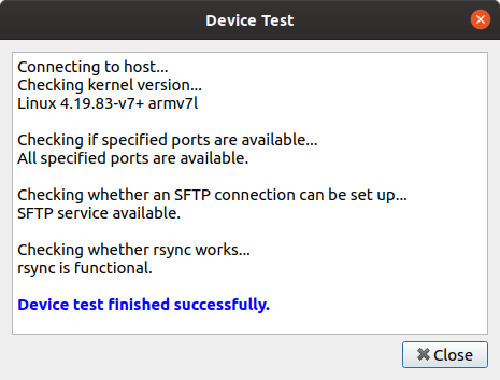 Device Test
Connecting to host...
Checking kernel version...
Linux 4.19.83-v7+ armv7l
Checking if specified ports are available...
All specified ports are available.
Checking whether an SFTP connection can be set up...
SFTP service available.
Checking whether rsync works...
rsync is functional.
Device test finished successfully.
Close